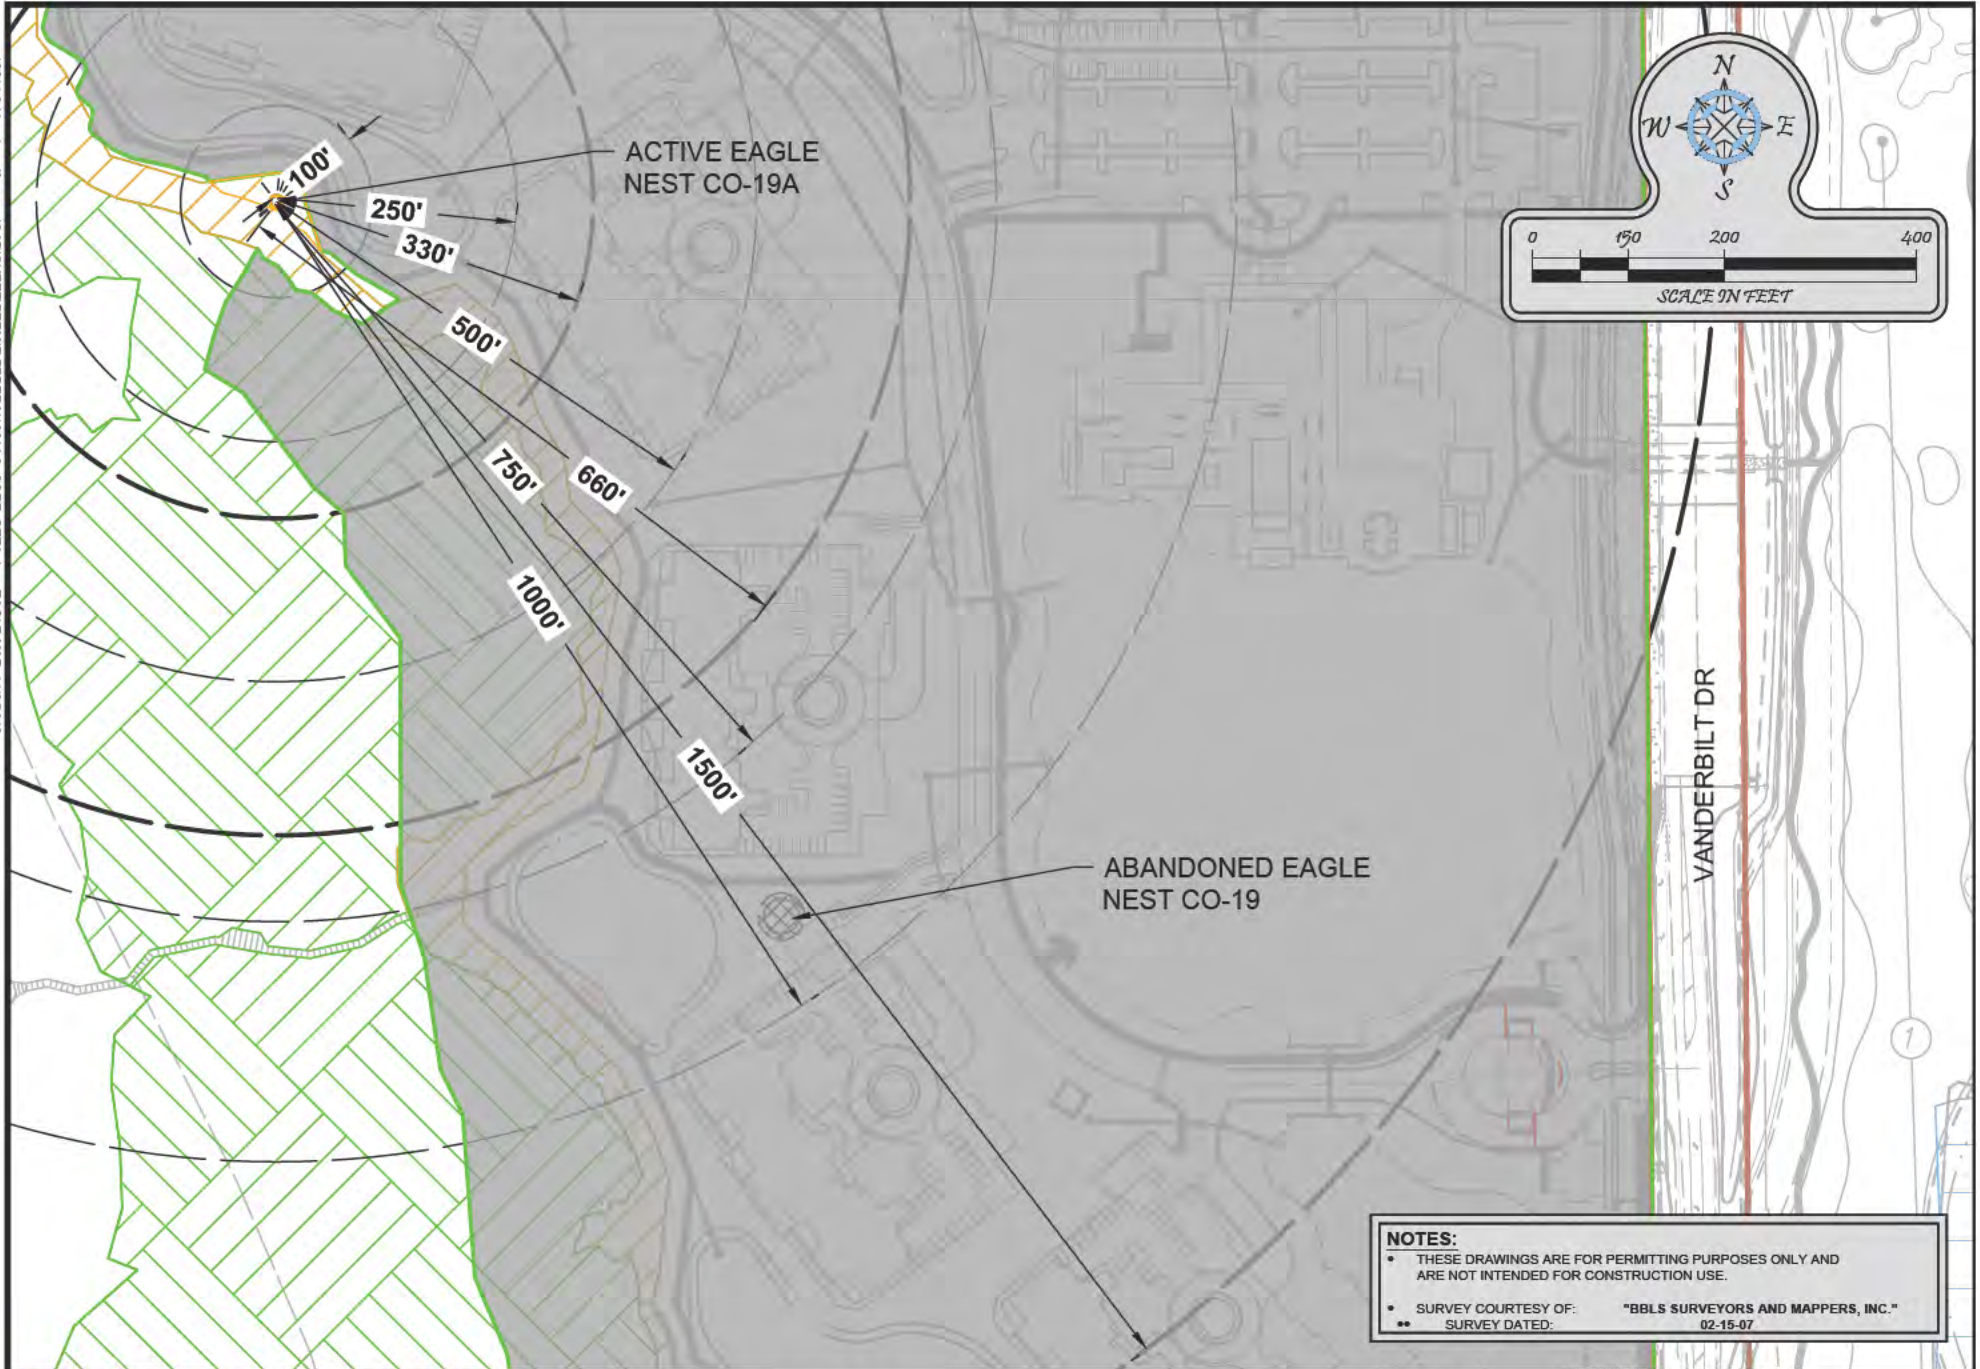 ACTIVE EAGLE
NEST CO-19A
100'
250'
330'
500'
660'
750'
1000'
1500'
ABANDONED EAGLE
NEST CO-19
VANDERBILT DR
N
W
E
S
0
200
400
SCALE IN FEET
1
NOTES:
• THESE DRAWINGS ARE FOR PERMITTING PURPOSES ONLY AND
ARE NOT INTENDED FOR CONSTRUCTION USE.
• SURVEY COURTESY OF: "BBLS SURVEYORS AND MAPPERS, INC."
•• SURVEY DATED: 02-15-07